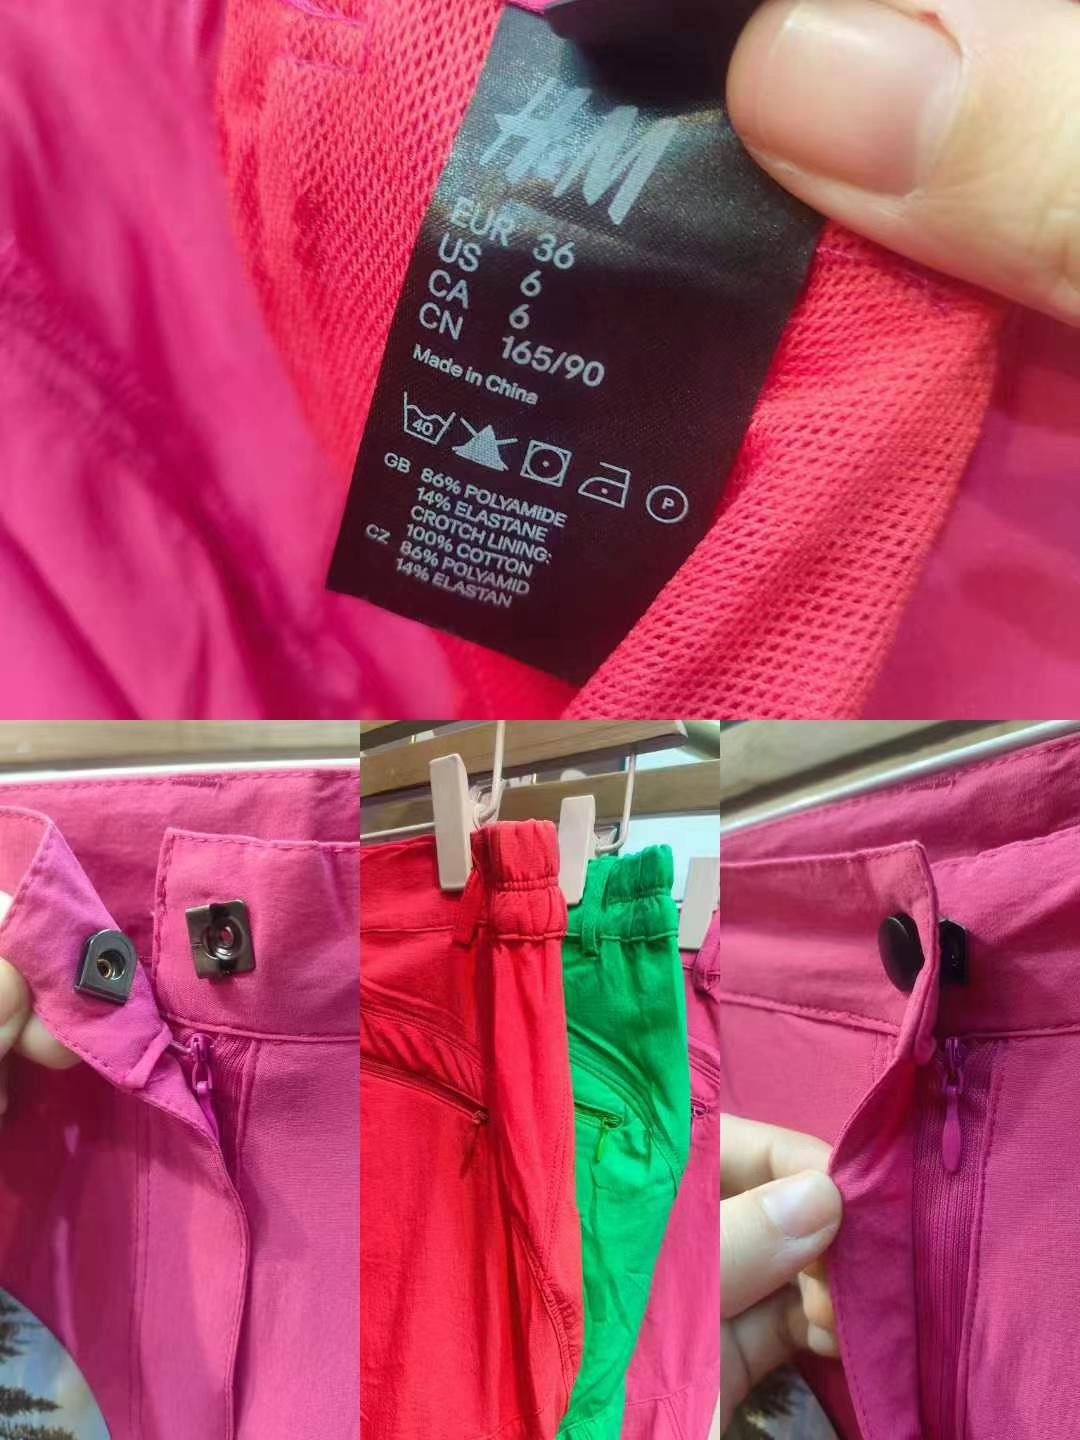 H&M
EUR 36
US 6
CA 6
CN 165/90
Made in China
40
P
GB 86% POLYAMIDE
14% ELASTANE
CROTCH LINING:
100% COTTON
CZ 86% POLYAMID
14% ELASTAN